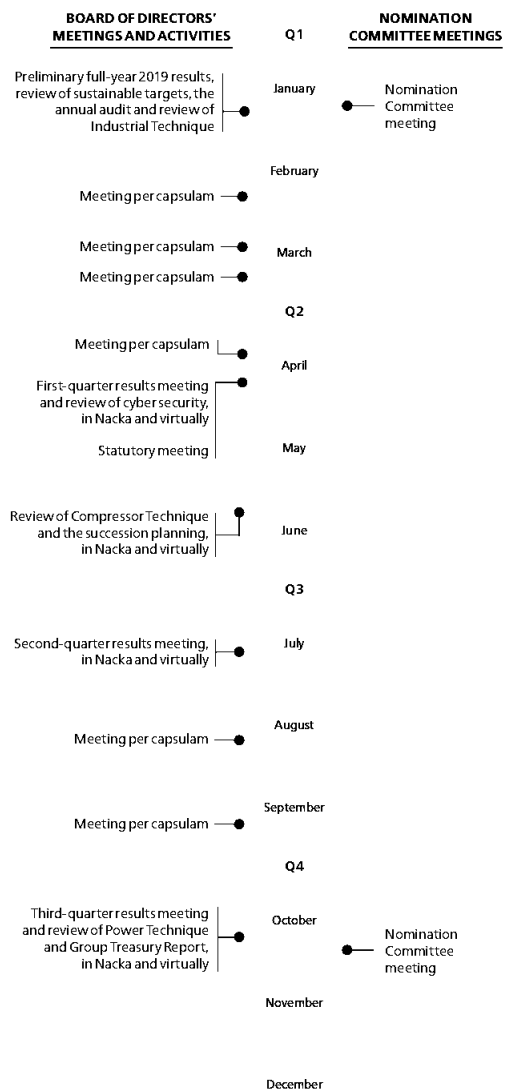 BOARD OF DIRECTORS'
MEETINGS AND ACTIVITIES
Q1
NOMINATION
COMMITTEE MEETINGS
Preliminary full-year 2019 results,
review of sustainable targets, the
annual audit and review of
Industrial Technique
January
Nomination
Committee
meeting
February
Meeting per capsulam
Meeting per capsulam
March
Meeting per capsulam
Q2
Meeting per capsulam
April
First-quarter results meeting
and review of cyber security,
in Nacka and virtually
Statutory meeting
May
Review of Compressor Technique
and the succession planning,
in Nacka and virtually
June
Q3
Second-quarter results meeting,
in Nacka and virtually
July
August
Meeting per capsulam
September
Meeting per capsulam
Q4
Third-quarter results meeting
and review of Power Technique
and Group Treasury Report,
in Nacka and virtually
October
Nomination
Committee
meeting
November
December